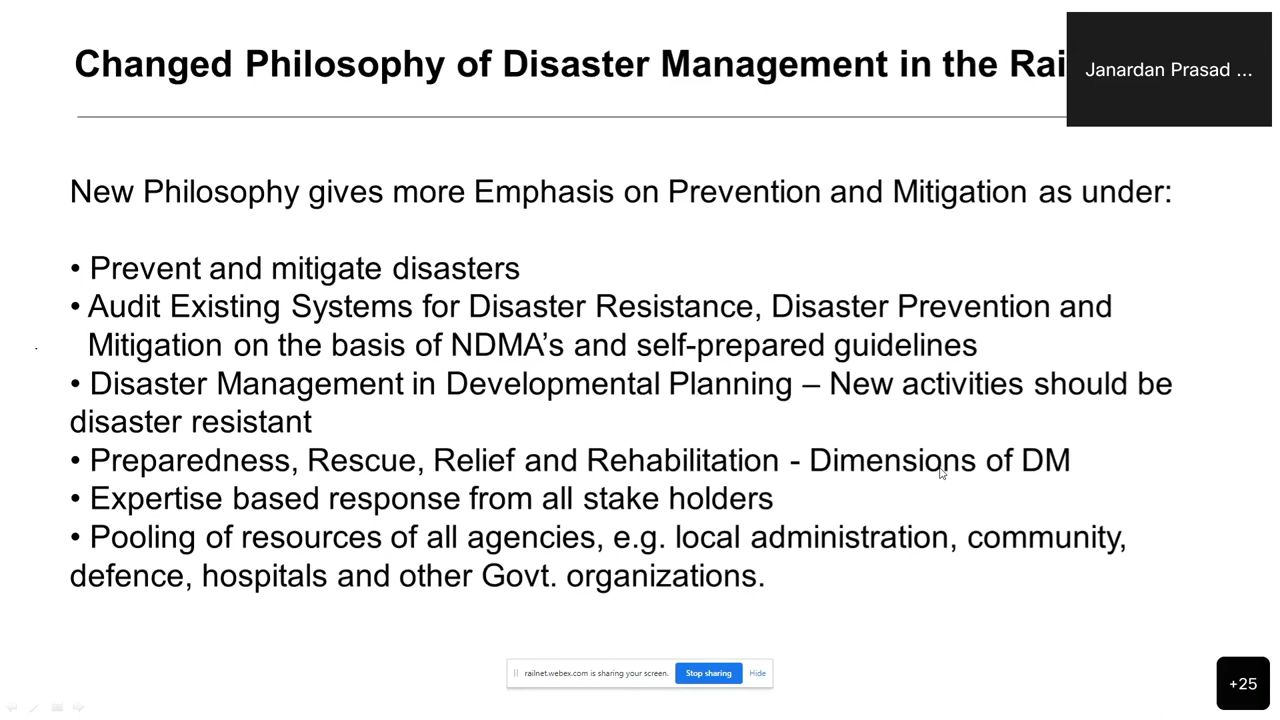 Changed Philosophy of Disaster Management in the Rai
Janardan Prasad ...
New Philosophy gives more Emphasis on Prevention and Mitigation as under:
• Prevent and mitigate disasters
• Audit Existing Systems for Disaster Resistance, Disaster Prevention and
Mitigation on the basis of NDMA’s and self-prepared guidelines
• Disaster Management in Developmental Planning – New activities should be
disaster resistant
• Preparedness, Rescue, Relief and Rehabilitation - Dimensions of DM
• Expertise based response from all stake holders
• Pooling of resources of all agencies, e.g. local administration, community,
defence, hospitals and other Govt. organizations.
railnet.webex.com is sharing your screen. Stop sharing Hide
+25